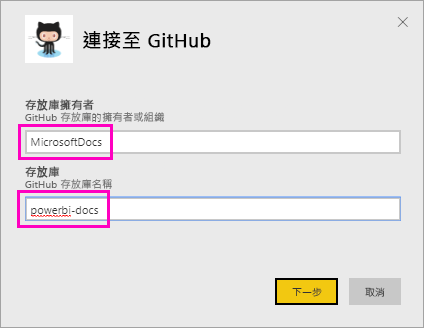 連接至 GitHub
存放庫擁有者
GitHub 存放庫的擁有者或組織
MicrosoftDocs
存放庫
GitHub 存放庫名稱
powerbi-docs
下一步
取消